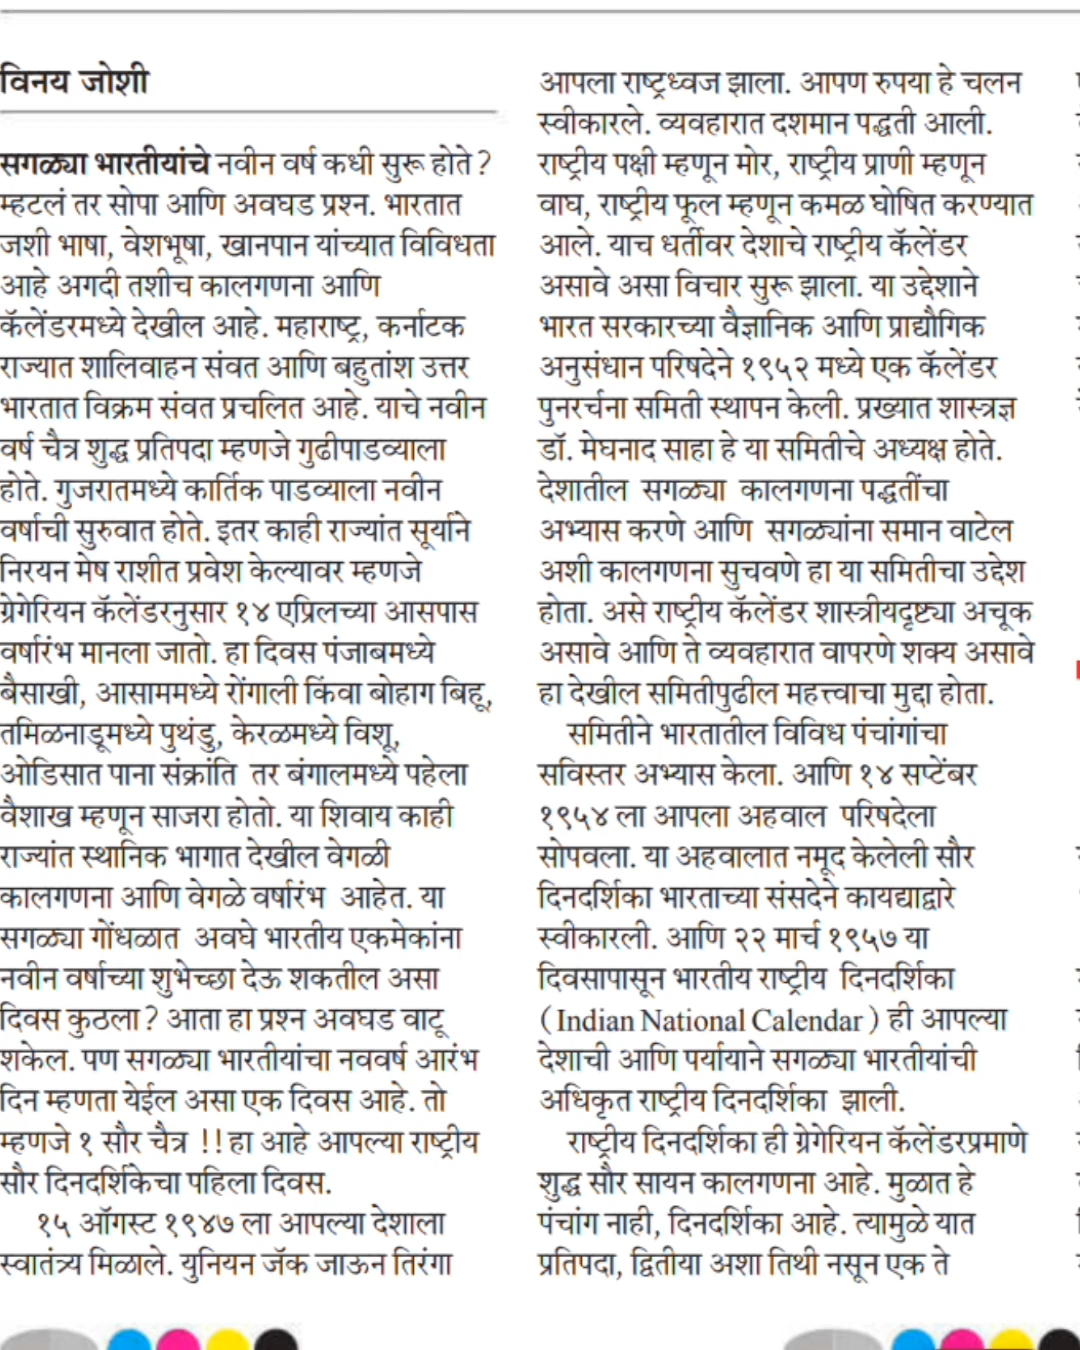 विनय जोशी
सगळ्या भारतीयांचे नवीन वर्ष कधी सुरू होते ?
म्हटलं तर सोपा आणि अवघड प्रश्न. भारतात
जशी भाषा, वेशभूषा, खानपान यांच्यात विविधता
आहे अगदी तशीच कालगणना आणि
कॅलेंडरमध्ये देखील आहे. महाराष्ट्र, कर्नाटक
राज्यात शालिवाहन संवत आणि बहुतांश उत्तर
भारतात विक्रम संवत प्रचलित आहे. याचे नवीन
वर्ष चैत्र शुद्ध प्रतिपदा म्हणजे गुढीपाडव्याला
होते. गुजरातमध्ये कार्तिक पाडव्याला नवीन
वर्षाची सुरुवात होते. इतर काही राज्यांत सूर्याने
निरयन मेष राशीत प्रवेश केल्यावर म्हणजे
ग्रेगेरियन कॅलेंडरनुसार १४ एप्रिलच्या आसपास
वर्षारंभ मानला जातो. हा दिवस पंजाबमध्ये
बैसाखी, आसाममध्ये रोंगाली किंवा बोहाग बिहू,
तमिळनाडूमध्ये पुथंडु, केरळमध्ये विशू,
ओडिसात पाना संक्रांति तर बंगालमध्ये पहेला
वैशाख म्हणून साजरा होतो. या शिवाय काही
राज्यांत स्थानिक भागात देखील वेगळी
कालगणना आणि वेगळे वर्षारंभ आहेत. या
सगळ्या गोंधळात अवघे भारतीय एकमेकांना
नवीन वर्षाच्या शुभेच्छा देऊ शकतील असा
दिवस कुठला ? आता हा प्रश्न अवघड वाटू
शकेल. पण सगळ्या भारतीयांचा नववर्ष आरंभ
दिन म्हणता येईल असा एक दिवस आहे. तो
म्हणजे १ सौर चैत्र !! हा आहे आपल्या राष्ट्रीय
सौर दिनदर्शिकेचा पहिला दिवस.
१५ ऑगस्ट १९४७ ला आपल्या देशाला
स्वातंत्र्य मिळाले. युनियन जॅक जाऊन तिरंगा
आपला राष्ट्रध्वज झाला. आपण रुपया हे चलन
स्वीकारले. व्यवहारात दशमान पद्धती आली.
राष्ट्रीय पक्षी म्हणून मोर, राष्ट्रीय प्राणी म्हणून
वाघ, राष्ट्रीय फूल म्हणून कमळ घोषित करण्यात
आले. याच धर्तीवर देशाचे राष्ट्रीय कॅलेंडर
असावे असा विचार सुरू झाला. या उद्देशाने
भारत सरकारच्या वैज्ञानिक आणि प्राद्यौगिक
अनुसंधान परिषदेने १९५२ मध्ये एक कॅलेंडर
पुनरर्चना समिती स्थापन केली. प्रख्यात शास्त्रज्ञ
डॉ. मेघनाद साहा हे या समितीचे अध्यक्ष होते.
देशातील सगळ्या कालगणना पद्धतींचा
अभ्यास करणे आणि सगळ्यांना समान वाटेल
अशी कालगणना सुचवणे हा या समितीचा उद्देश
होता. असे राष्ट्रीय कॅलेंडर शास्त्रीयदृष्ट्या अचूक
असावे आणि ते व्यवहारात वापरणे शक्य असावे
हा देखील समितीपुढील महत्त्वाचा मुद्दा होता.
समितीने भारतातील विविध पंचांगांचा
सविस्तर अभ्यास केला. आणि १४ सप्टेंबर
१९५४ ला आपला अहवाल परिषदेला
सोपवला. या अहवालात नमूद केलेली सौर
दिनदर्शिका भारताच्या संसदेने कायद्याद्वारे
स्वीकारली. आणि २२ मार्च १९५७ या
दिवसापासून भारतीय राष्ट्रीय दिनदर्शिका
( Indian National Calendar ) ही आपल्या
देशाची आणि पर्यायाने सगळ्या भारतीयांची
अधिकृत राष्ट्रीय दिनदर्शिका झाली.
राष्ट्रीय दिनदर्शिका ही ग्रेगेरियन कॅलेंडरप्रमाणे
शुद्ध सौर सायन कालगणना आहे. मुळात हे
पंचांग नाही, दिनदर्शिका आहे. त्यामुळे यात
प्रतिपदा, द्वितीया अशा तिथी नसून एक ते